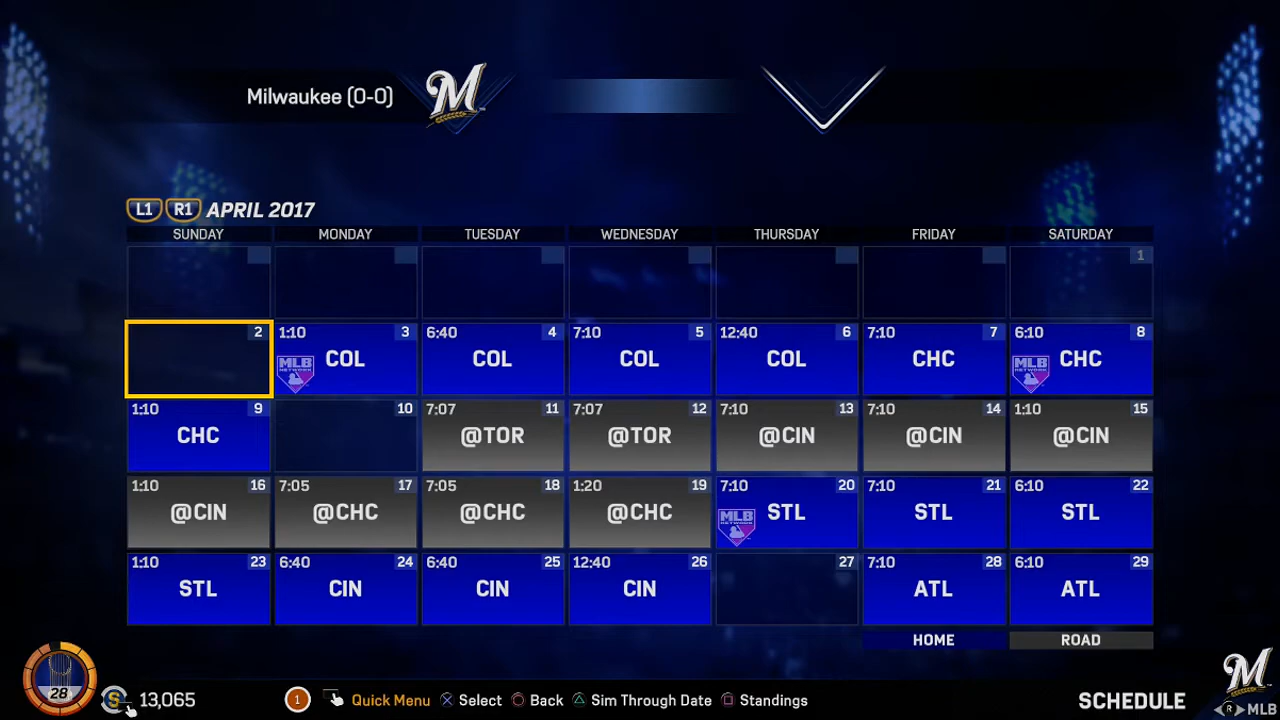 Milwaukee (0-0) M
L1 R1 APRIL 2017
SUNDAY MONDAY TUESDAY WEDNESDAY THURSDAY FRIDAY SATURDAY
1
2 1:10 3 6:40 4 7:10 5 12:40 6 7:10 7 6:10 8
MLB NETWORK COL COL COL COL CHC MLB NETWORK CHC
1:10 9 10 7:07 11 7:07 12 7:10 13 7:10 14 1:10 15
CHC @TOR @TOR @CIN @CIN @CIN
1:10 16 7:05 17 7:05 18 1:20 19 7:10 20 7:10 21 6:10 22
@CIN @CHC @CHC @CHC MLB NETWORK STL STL STL
1:10 23 6:40 24 6:40 25 12:40 26 27 7:10 28 6:10 29
STL CIN CIN CIN ATL ATL
HOME ROAD
28 S 13,065 1 Quick Menu Select Back Sim Through Date Standings SCHEDULE M
R MLB